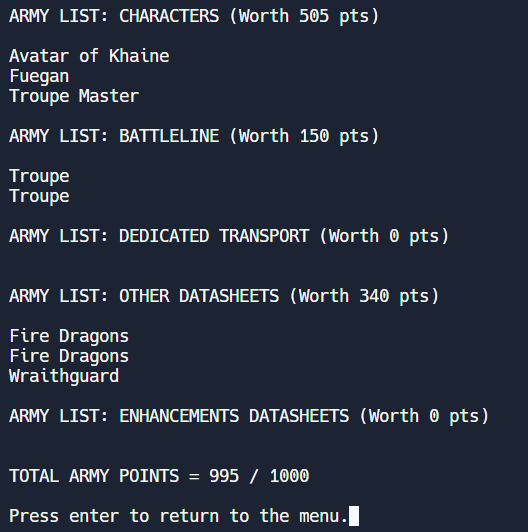 ARMY LIST: CHARACTERS (Worth 505 pts)
Avatar of Khaine
Fuegan
Troupe Master
ARMY LIST: BATTLELINE (Worth 150 pts)
Troupe
Troupe
ARMY LIST: DEDICATED TRANSPORT (Worth 0 pts)
ARMY LIST: OTHER DATASHEETS (Worth 340 pts)
Fire Dragons
Fire Dragons
Wraithguard
ARMY LIST: ENHANCEMENTS DATASHEETS (Worth 0 pts)
TOTAL ARMY POINTS = 995 / 1000
Press enter to return to the menu.